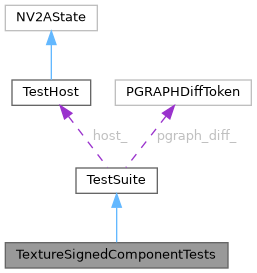 NV2AState
TestHost
PGRAPHDiffToken
host_
pgraph_diff_
TestSuite
TextureSignedComponentTests